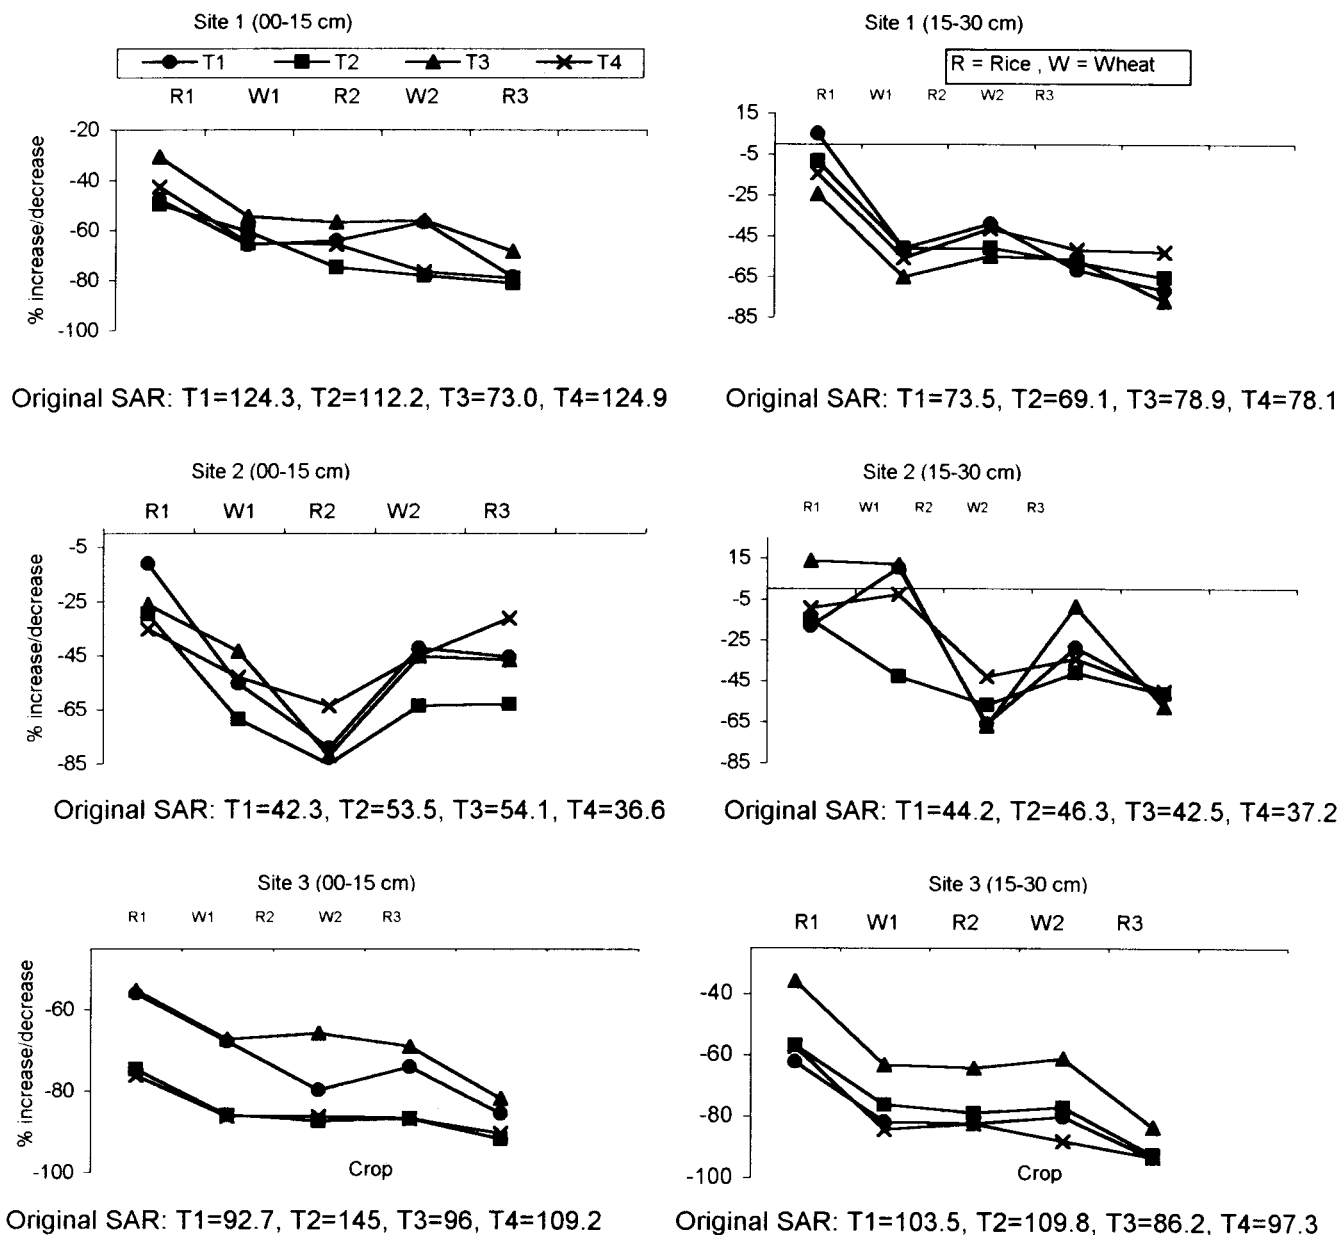 Site 1 (00-15 cm)
T1 T2 T3 T4
R1 W1 R2 W2 R3
% increase/decrease
-20
-40
-60
-80
-100
Original SAR: T1=124.3, T2=112.2, T3=73.0, T4=124.9
Site 1 (15-30 cm)
R = Rice , W = Wheat
R1 W1 R2 W2 R3
15
-5
-25
-45
-65
-85
Original SAR: T1=73.5, T2=69.1, T3=78.9, T4=78.1
Site 2 (00-15 cm)
R1 W1 R2 W2 R3
% increase/decrease
-5
-25
-45
-65
-85
Original SAR: T1=42.3, T2=53.5, T3=54.1, T4=36.6
Site 2 (15-30 cm)
R1 W1 R2 W2 R3
15
-5
-25
-45
-65
-85
Original SAR: T1=44.2, T2=46.3, T3=42.5, T4=37.2
Site 3 (00-15 cm)
R1 W1 R2 W2 R3
% increase/decrease
-60
-80
-100
Crop
Original SAR: T1=92.7, T2=145, T3=96, T4=109.2
Site 3 (15-30 cm)
R1 W1 R2 W2 R3
-40
-60
-80
-100
Crop
Original SAR: T1=103.5, T2=109.8, T3=86.2, T4=97.3